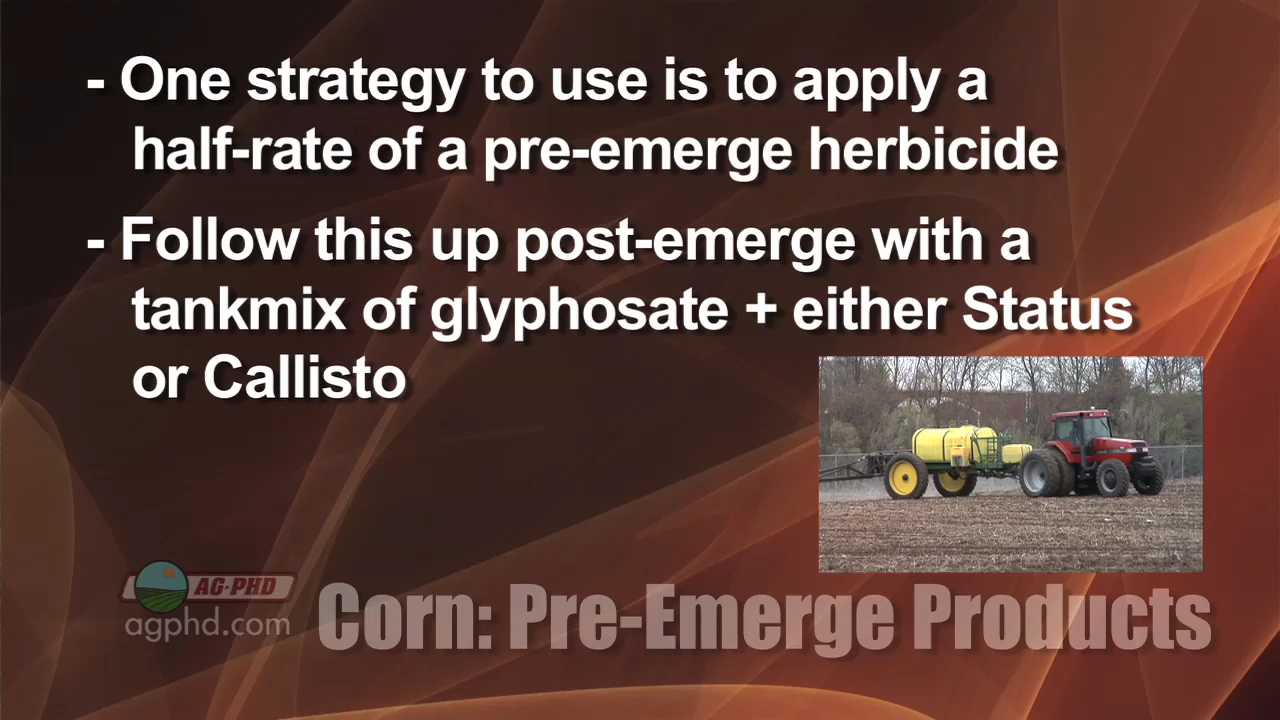 - One strategy to use is to apply a
half-rate of a pre-emerge herbicide
- Follow this up post-emerge with a
tankmix of glyphosate + either Status
or Callisto
AG·PHD
agphd.com
Corn: Pre-Emerge Products